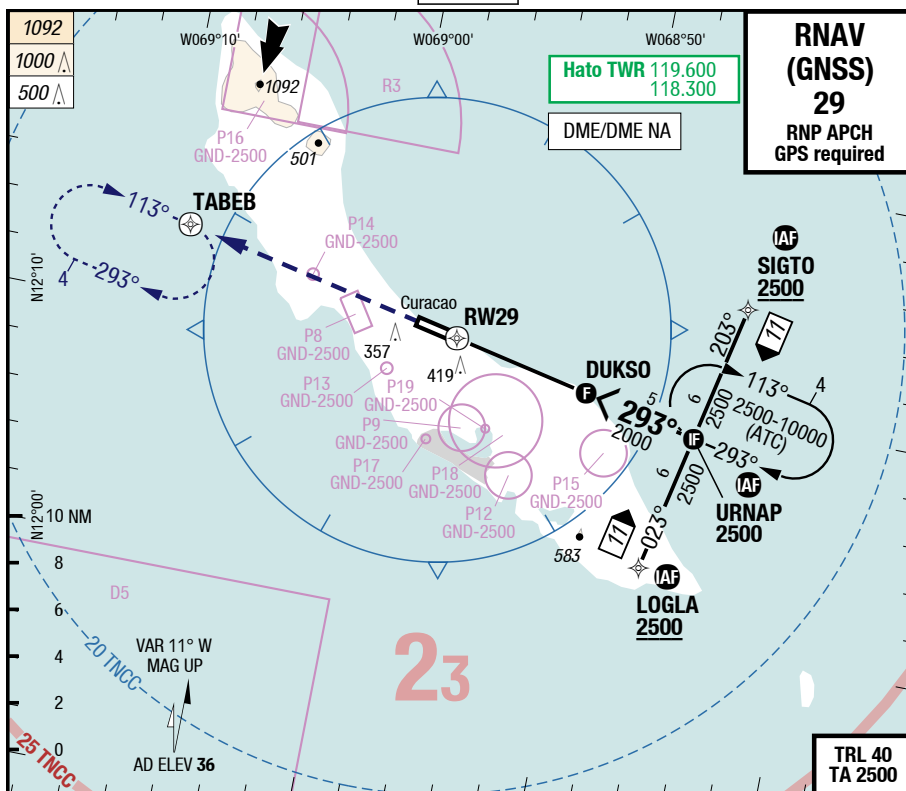 1092
1000
500
W069°10'
W069°00'
W068°50'
RNAV
(GNSS)
29
RNP APCH
GPS required
Hato TWR 119.600
118.300
DME/DME NA
1092
R3
P16
GND-2500
501
TABEB
113°
293°
4
N12°10'
P14
GND-2500
IAF
SIGTO
2500
11
203°
Curacao
RW29
P8
GND-2500
357
419
P13
GND-2500
P19
GND-2500
P9
GND-2500
P17
GND-2500
P18
GND-2500
P12
GND-2500
P15
GND-2500
DUKSO
F
5
293°
2000
6
2500
113°
4
2500-10000
(ATC)
IF
293°
IAF
URNAP
2500
6
2500
023°
11
583
IAF
LOGLA
2500
N12°00'
10 NM
8
6
4
2
0
D5
20 TNCC
25 TNCC
VAR 11° W
MAG UP
AD ELEV 36
23
TRL 40
TA 2500